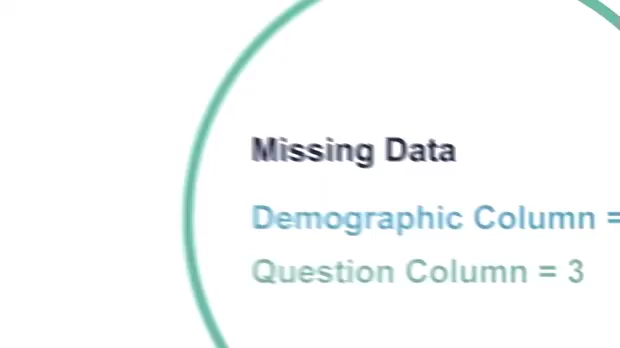 Missing Data
Demographic Column =
Question Column = 3